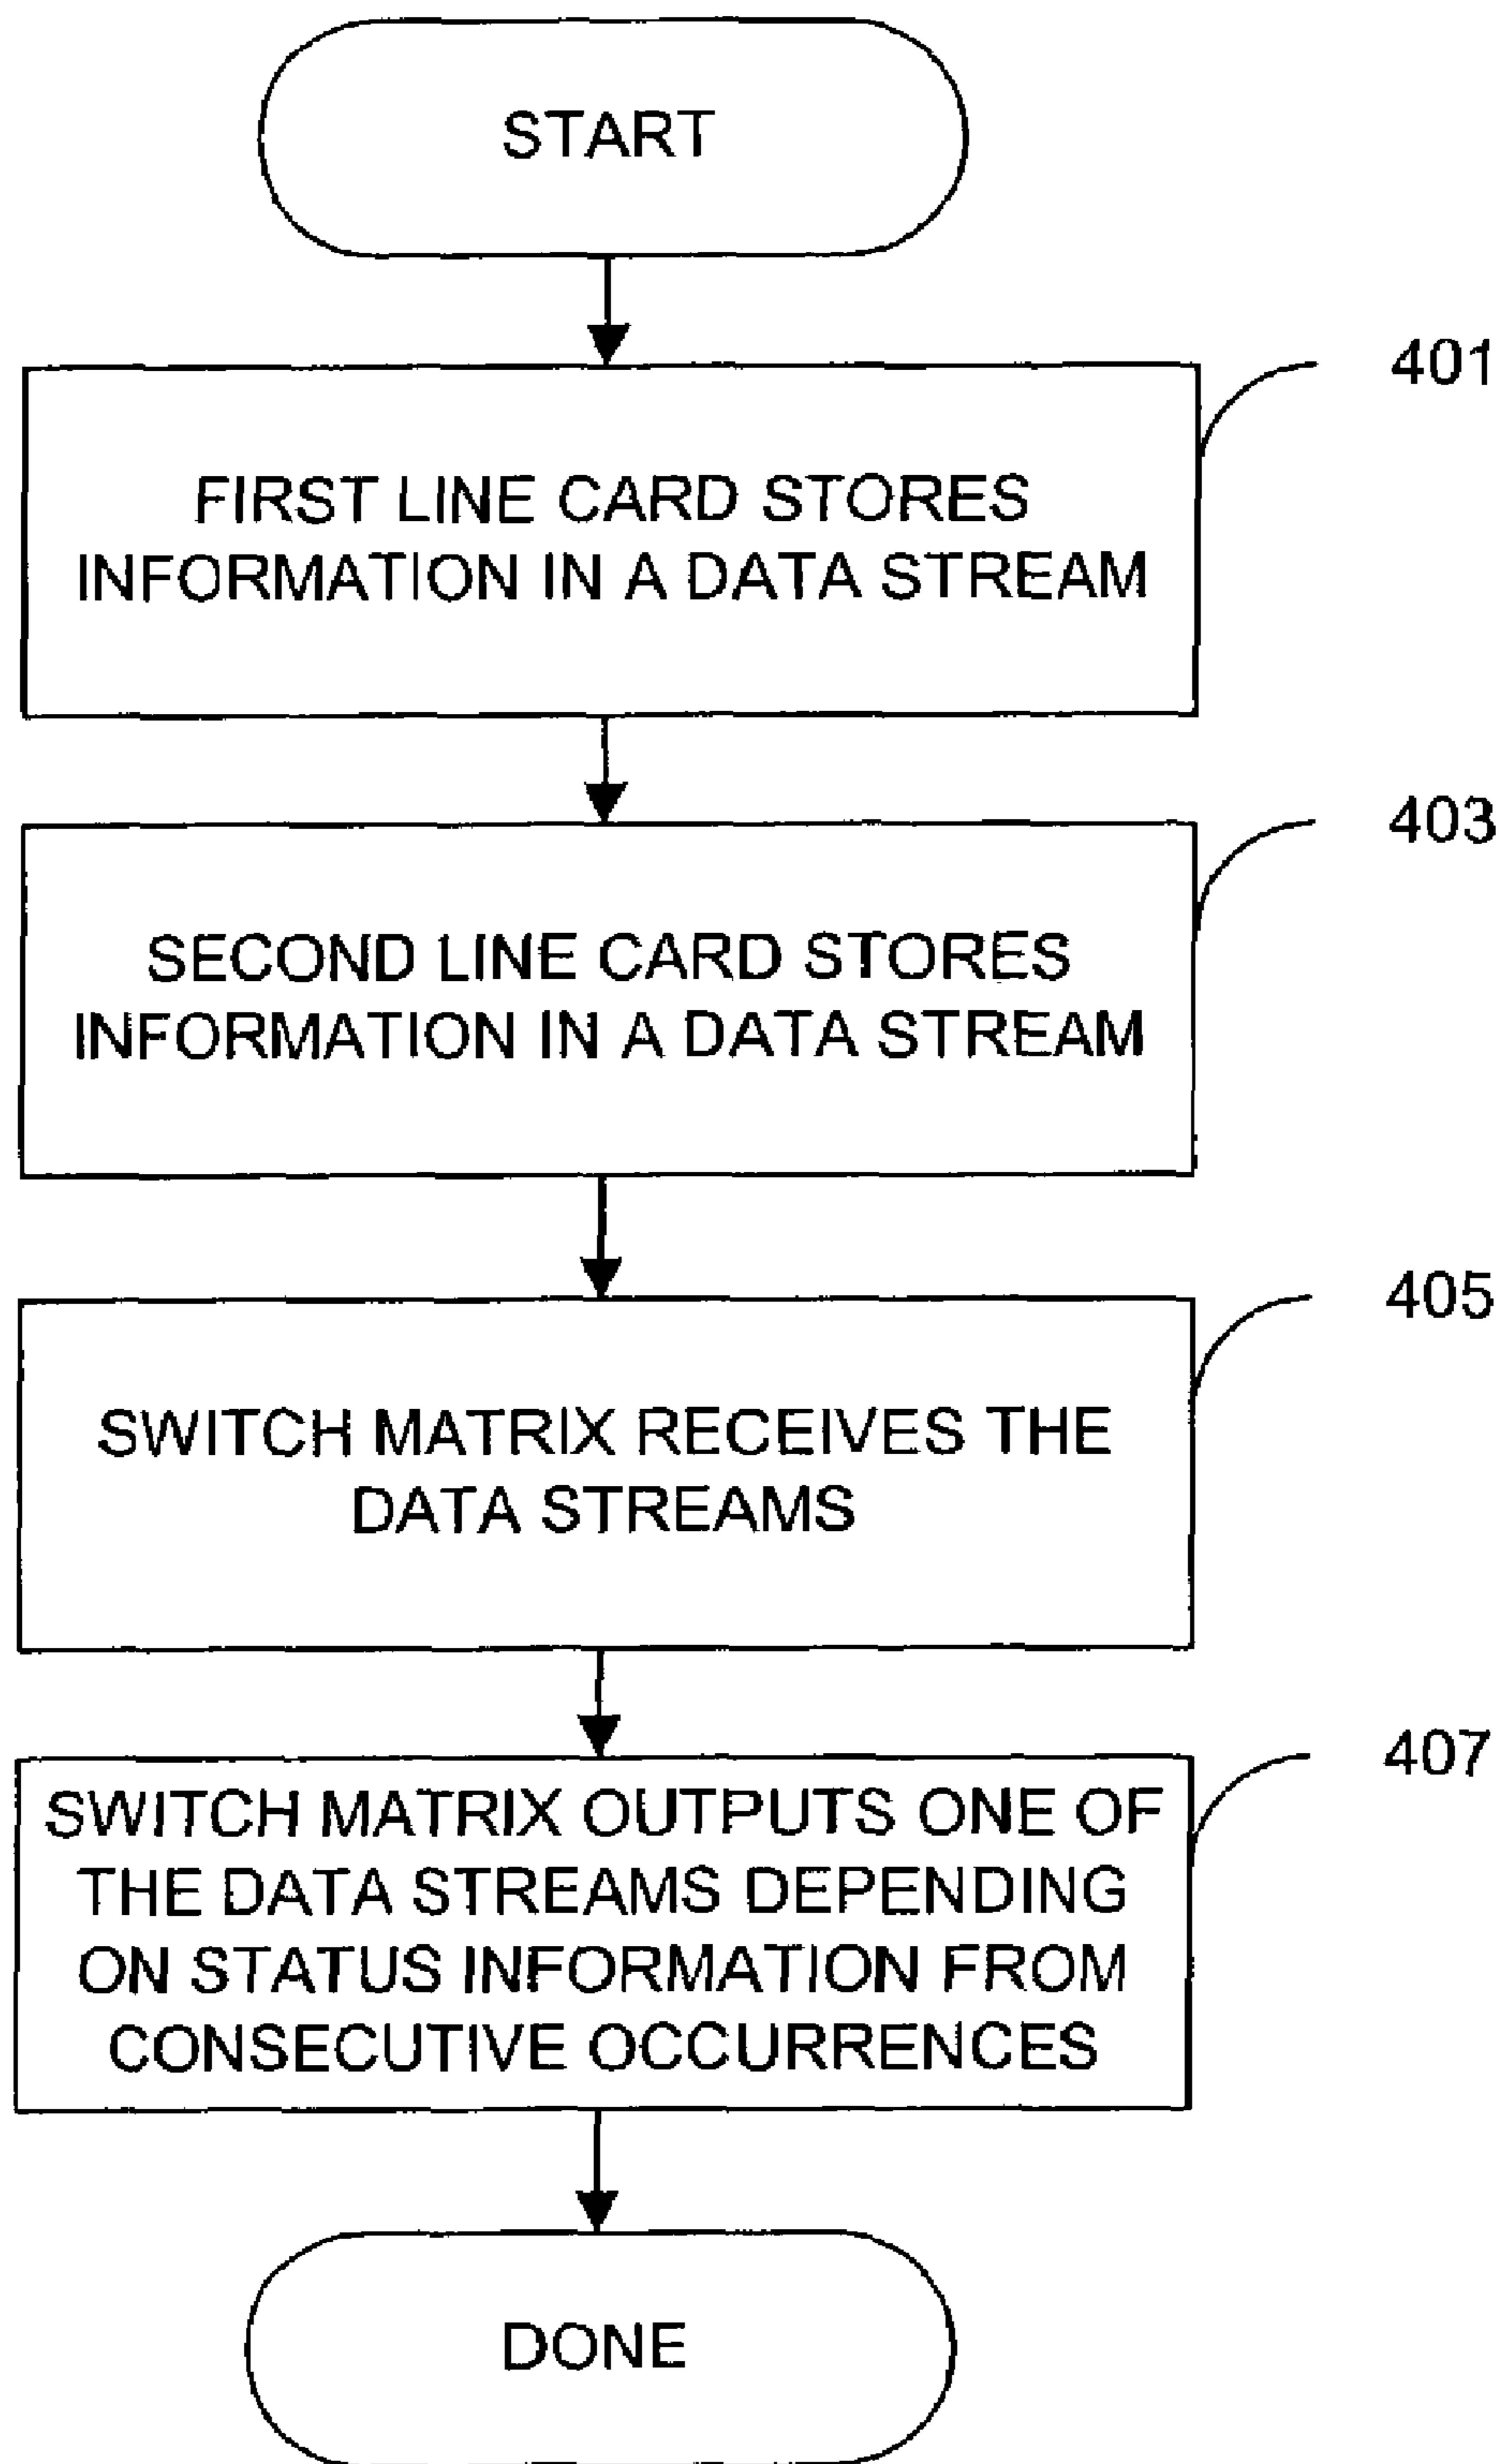 START
401
FIRST LINE CARD STORES
INFORMATION IN A DATA STREAM
403
SECOND LINE CARD STORES
INFORMATION IN A DATA STREAM
405
SWITCH MATRIX RECEIVES THE
DATA STREAMS
407
SWITCH MATRIX OUTPUTS ONE OF
THE DATA STREAMS DEPENDING
ON STATUS INFORMATION FROM
CONSECUTIVE OCCURRENCES
DONE